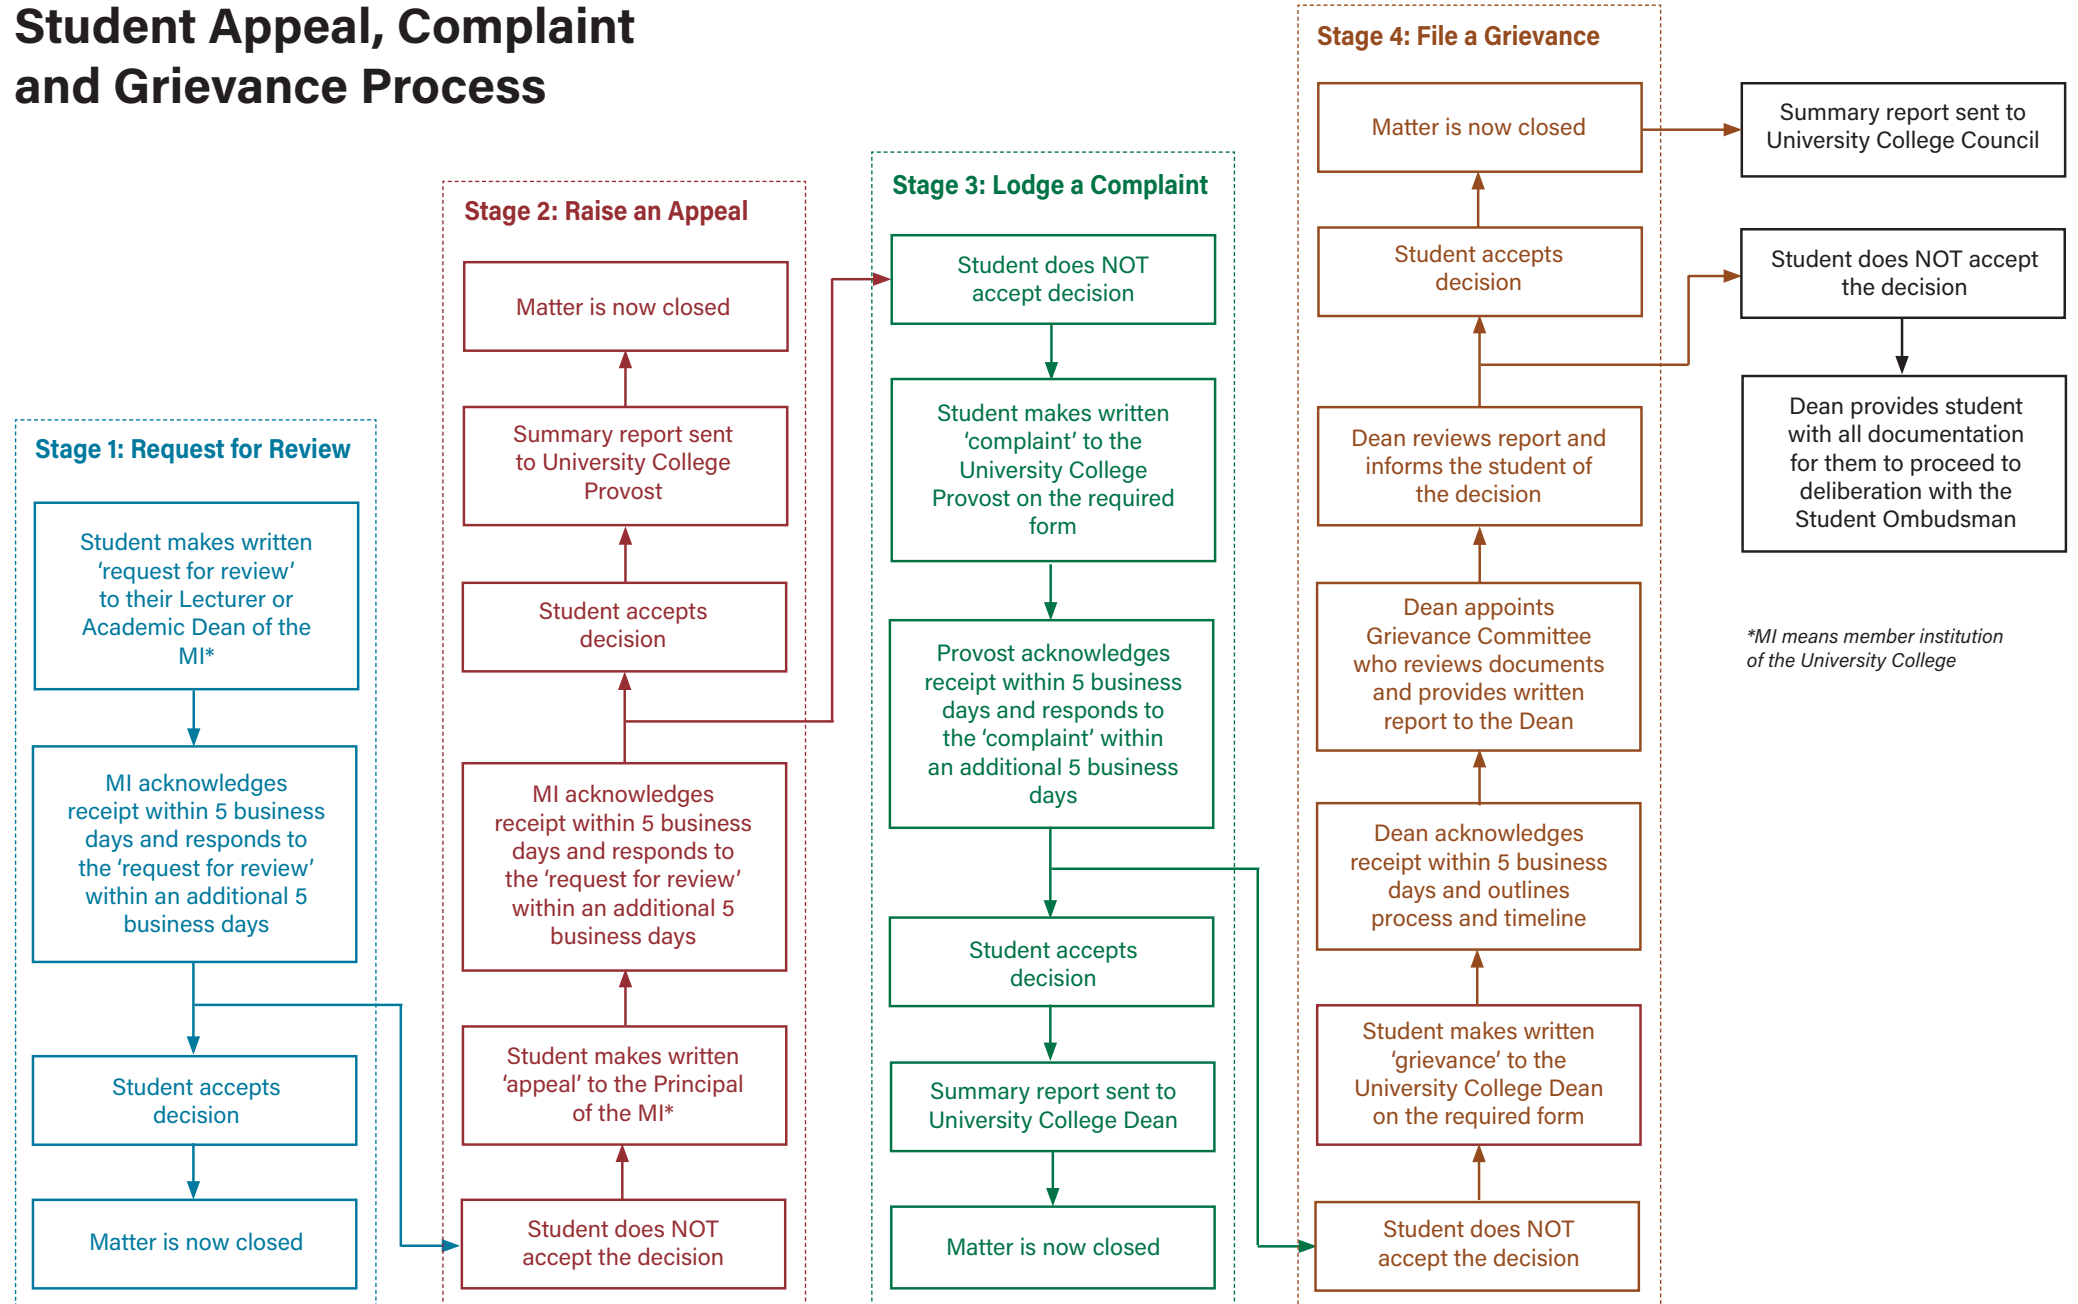 Student Appeal, Complaint
and Grievance Process
Stage 1: Request for Review
Student makes written
‘request for review’
to their Lecturer or
Academic Dean of the
MI*
MI acknowledges
receipt within 5 business
days and responds to
the ‘request for review’
within an additional 5
business days
Student accepts
decision
Matter is now closed
Stage 2: Raise an Appeal
Matter is now closed
Summary report sent
to University College
Provost
Student accepts
decision
MI acknowledges
receipt within 5 business
days and responds to
the ‘request for review’
within an additional 5
business days
Student makes written
‘appeal’ to the Principal
of the MI*
Student does NOT
accept the decision
Stage 3: Lodge a Complaint
Student does NOT
accept decision
Student makes written
‘complaint’ to the
University College
Provost on the required
form
Provost acknowledges
receipt within 5 business
days and responds to
the ‘complaint’ within
an additional 5 business
days
Student accepts
decision
Summary report sent to
University College Dean
Matter is now closed
Stage 4: File a Grievance
Matter is now closed
Student accepts
decision
Dean reviews report and
informs the student of
the decision
Dean appoints
Grievance Committee
who reviews documents
and provides written
report to the Dean
Dean acknowledges
receipt within 5 business
days and outlines
process and timeline
Student makes written
‘grievance’ to the
University College Dean
on the required form
Student does NOT
accept the decision
Summary report sent to
University College Council
Student does NOT accept
the decision
Dean provides student
with all documentation
for them to proceed to
deliberation with the
Student Ombudsman
*MI means member institution
of the University College